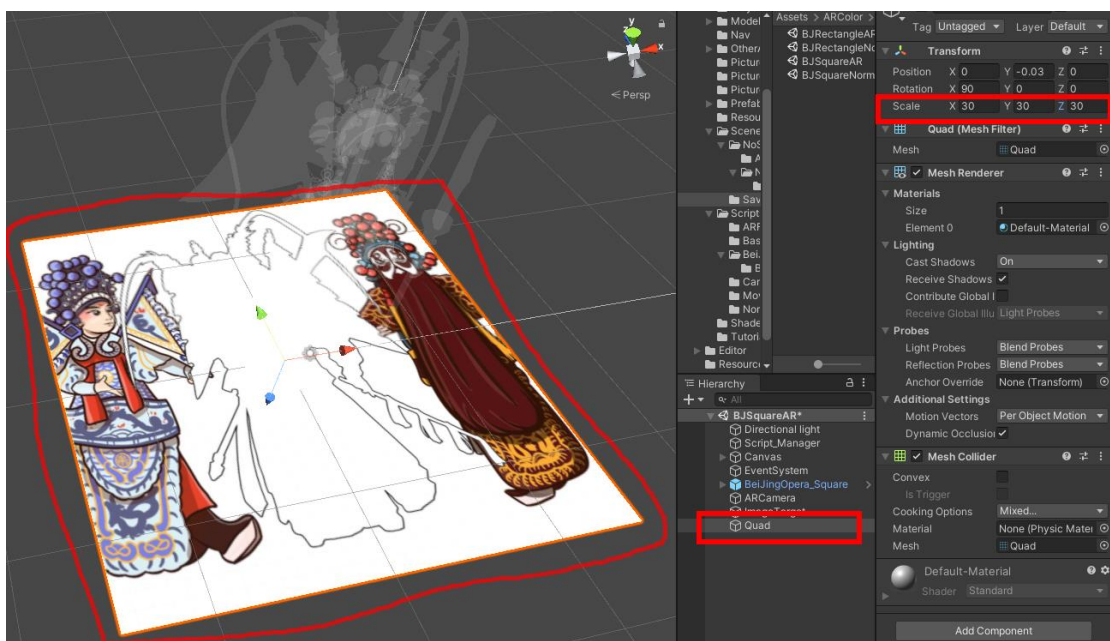 y
x
Persp
Model
Nav
Other
Pictur
Pictur
Pictur
Prefab
Resou
Scene
NoS
A
N
Sav
Script
ARF
Bas
Bei
B
Car
Mov
Nor
Shade
Tutori
Editor
Resourc
Assets > ARColor >
BJRectangleAR
BJRectangleNo
BJSquareAR
BJSquareNorm
Hierarchy
All
BJSquareAR*
Directional light
Script_Manager
Canvas
EventSystem
BeiJingOpera_Square
ARCamera
ImageTarget
Quad
Tag Untagged Layer Default
Transform
Position X 0 Y -0.03 Z 0
Rotation X 90 Y 0 Z 0
Scale X 30 Y 30 Z 30
Quad (Mesh Filter)
Mesh Quad
Mesh Renderer
Materials
Size 1
Element 0 Default-Material
Lighting
Cast Shadows On
Receive Shadows
Contribute Global I
Receive Global Illu Light Probes
Probes
Light Probes Blend Probes
Reflection Probes Blend Probes
Anchor Override None (Transform)
Additional Settings
Motion Vectors Per Object Motion
Dynamic Occlusion
Mesh Collider
Convex
Is Trigger
Cooking Options Mixed...
Material None (Physic Mater
Mesh Quad
Default-Material
Shader Standard
Add Component